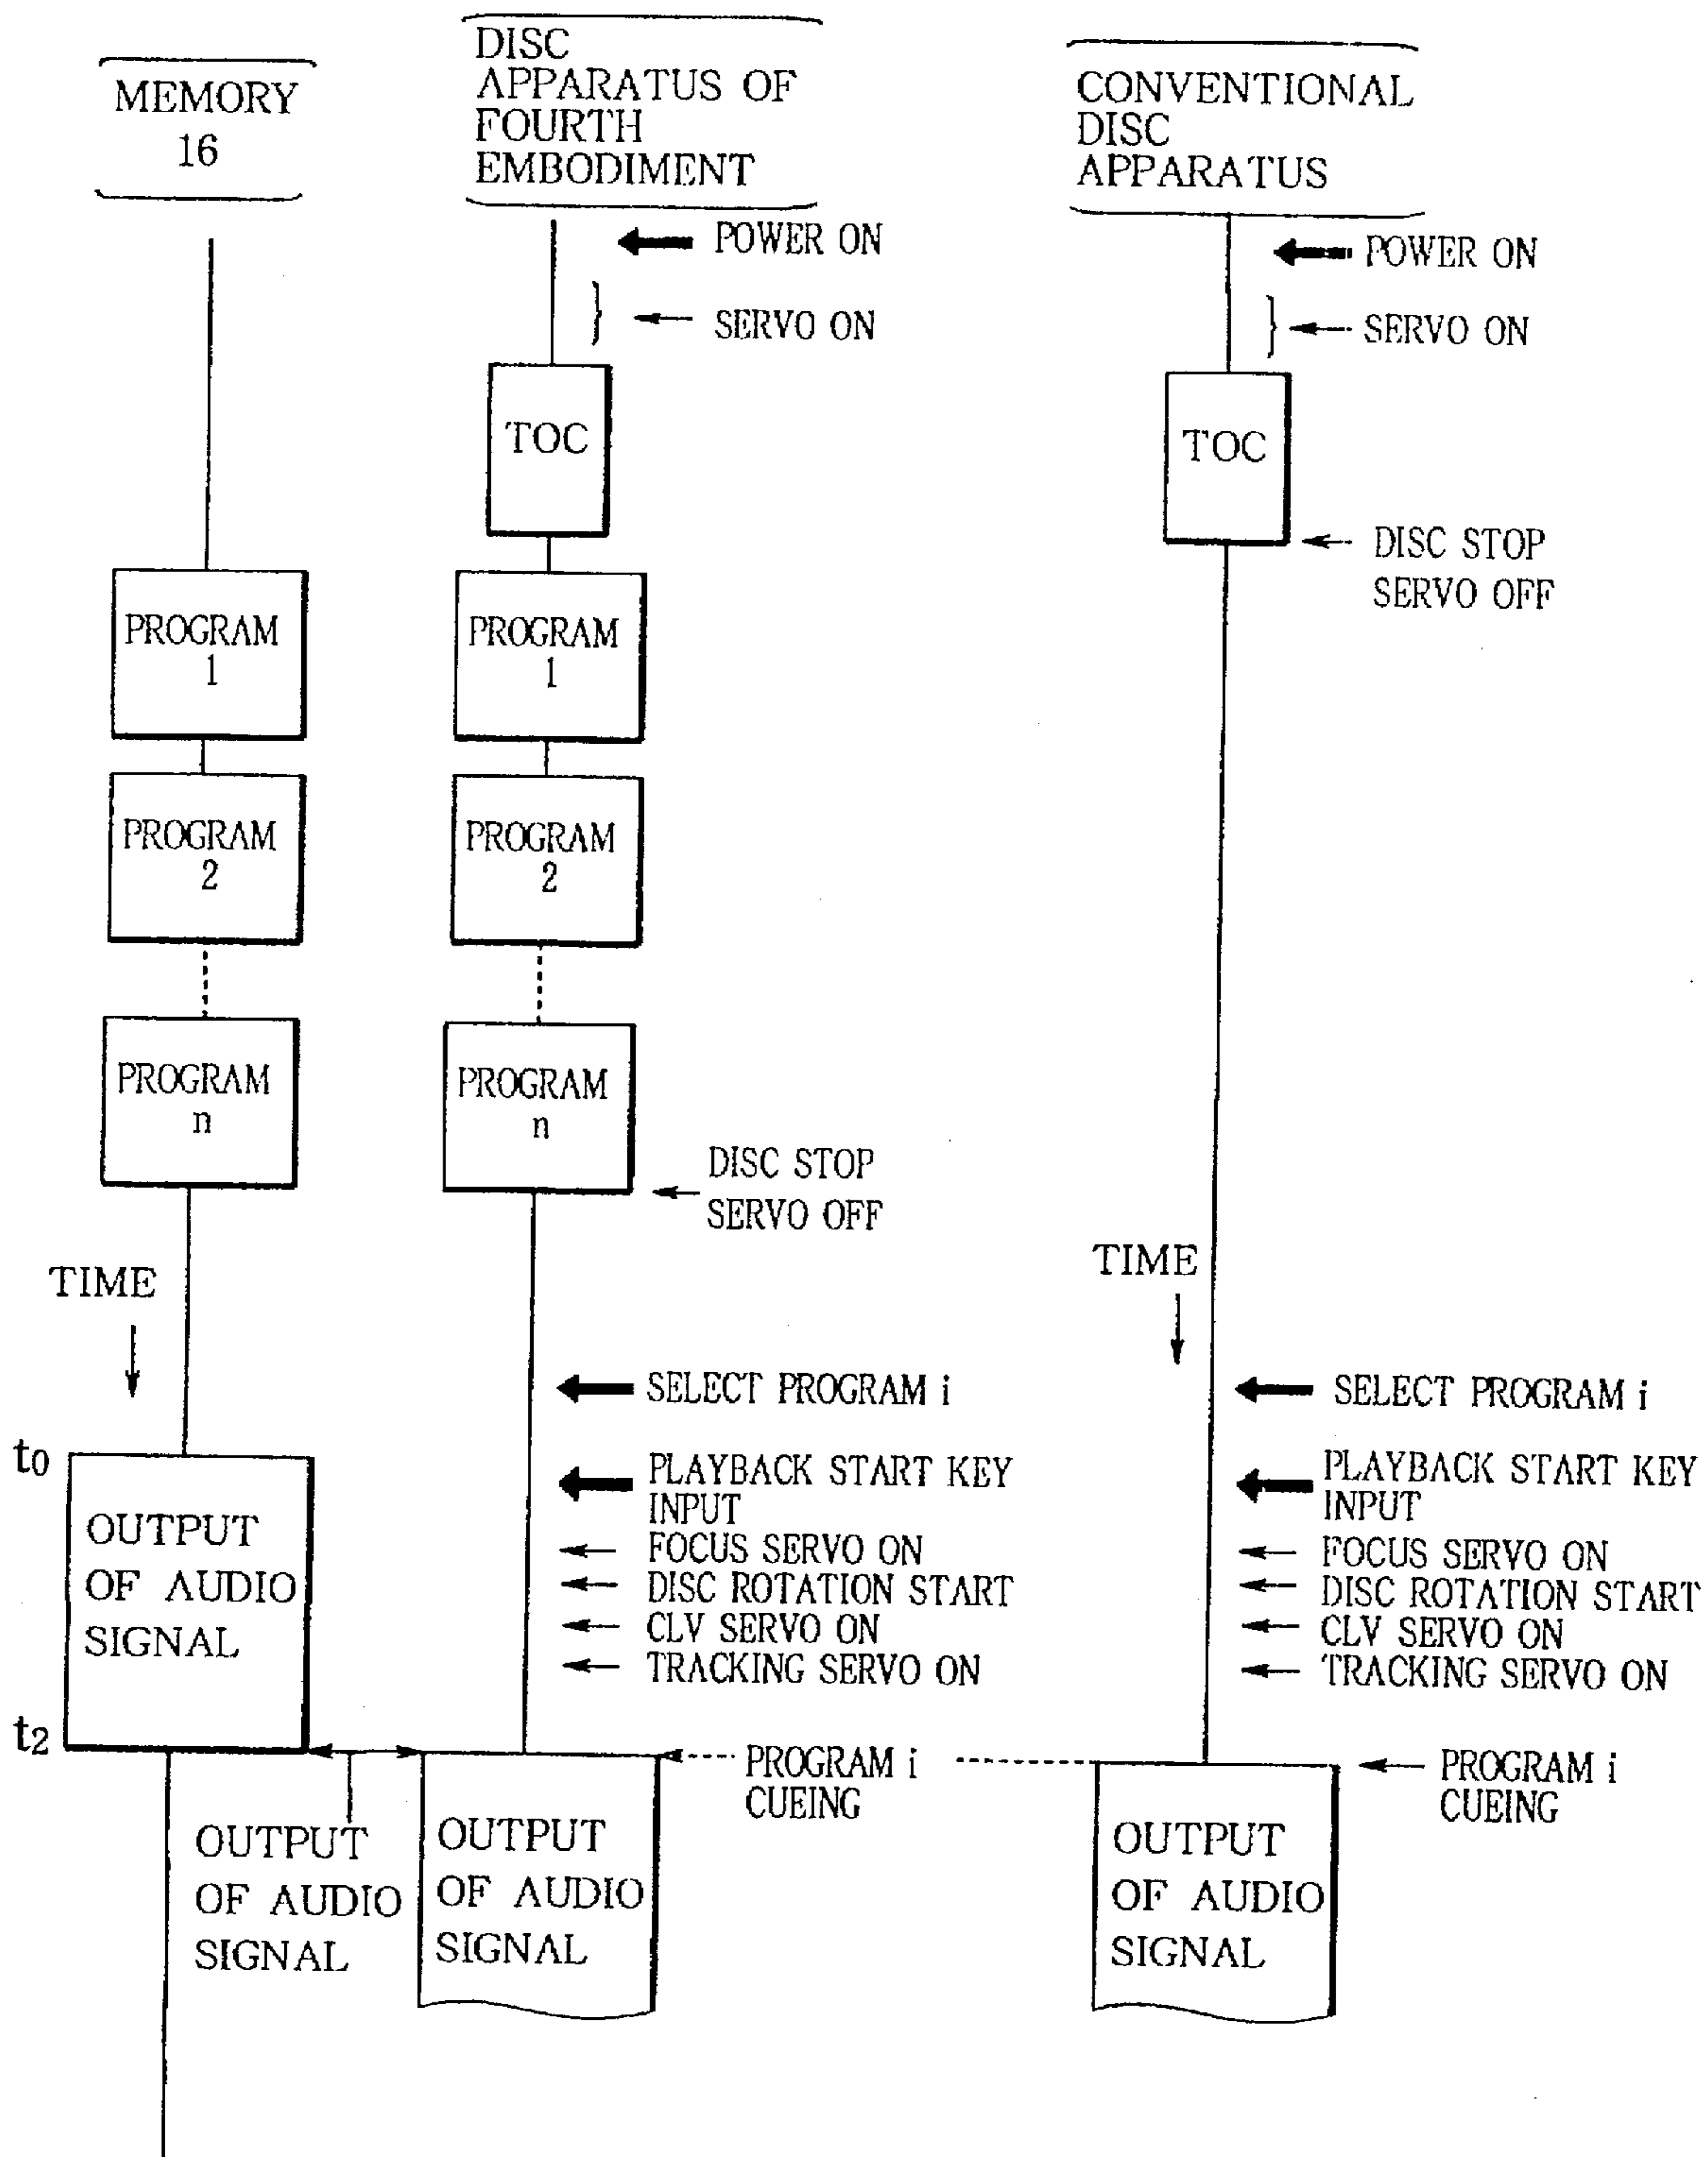 MEMORY
16
DISC
APPARATUS OF
FOURTH
EMBODIMENT
CONVENTIONAL
DISC
APPARATUS
POWER ON
SERVO ON
TOC
POWER ON
SERVO ON
TOC
DISC STOP
SERVO OFF
PROGRAM
1
PROGRAM
1
PROGRAM
2
PROGRAM
2
PROGRAM
n
PROGRAM
n
DISC STOP
SERVO OFF
TIME
TIME
SELECT PROGRAM i
SELECT PROGRAM i
t0
PLAYBACK START KEY
INPUT
FOCUS SERVO ON
DISC ROTATION START
CLV SERVO ON
TRACKING SERVO ON
PLAYBACK START KEY
INPUT
FOCUS SERVO ON
DISC ROTATION START
CLV SERVO ON
TRACKING SERVO ON
OUTPUT
OF AUDIO
SIGNAL
t2
PROGRAM i
CUEING
PROGRAM i
CUEING
OUTPUT
OF AUDIO
SIGNAL
OUTPUT
OF AUDIO
SIGNAL
OUTPUT
OF AUDIO
SIGNAL